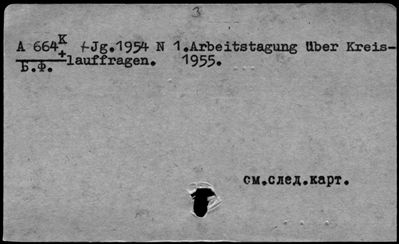 3
K
A 664 +Jg.1954 N 1.Arbeitstagung über Kreis-
+
Б.Ф. lauffragen. 1955.
см.след.карт.